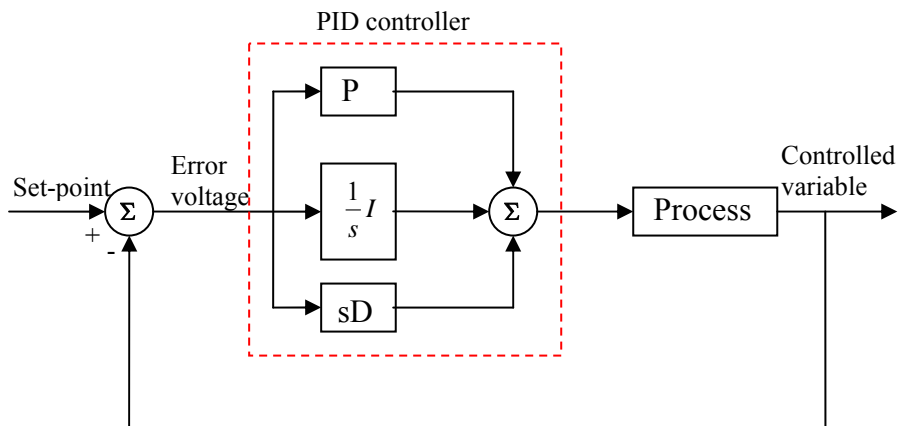 PID controller
P
Error
voltage
Controlled
variable
Set-point
Σ
1/s I
Σ
Process
+
-
sD